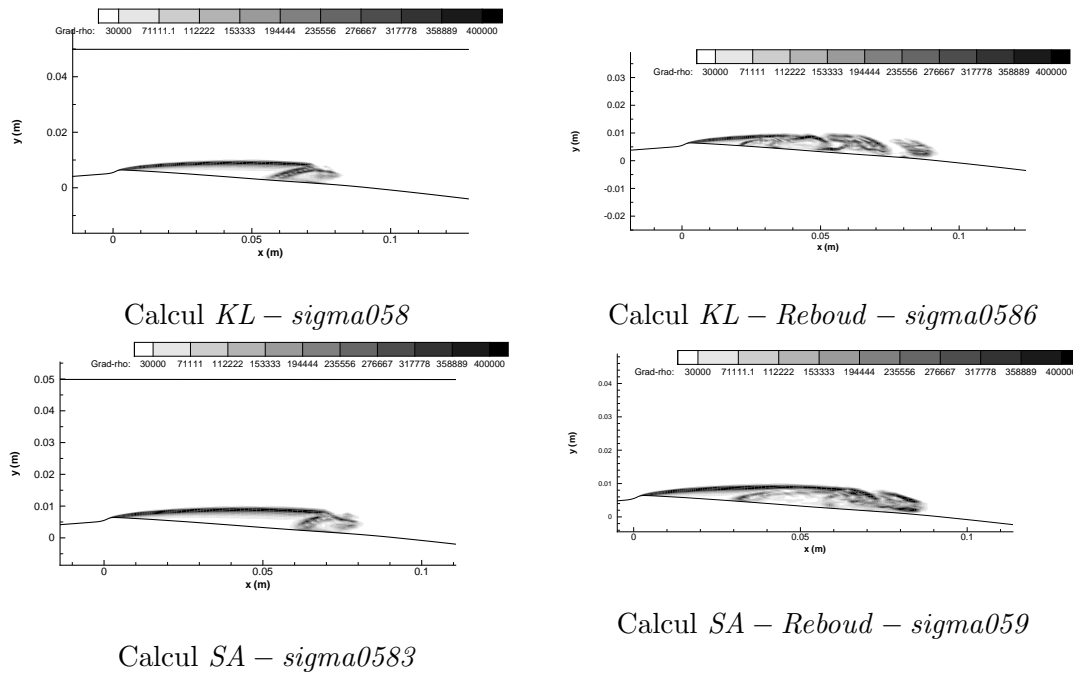 Grad-rho: 30000 71111.1 112222 153333 194444 235556 276667 317778 358889 400000
y (m)
0.04
0.02
0
0 0.05 0.1
x (m)
Calcul KL – sigma058
Grad-rho: 30000 71111 112222 153333 194444 235556 276667 317778 358889 400000
y (m)
0.03
0.02
0.01
0
-0.01
-0.02
0 0.05 0.1
x (m)
Calcul KL – Reboud – sigma0586
Grad-rho: 30000 71111 112222 153333 194444 235556 276667 317778 358889 400000
y (m)
0.05
0.04
0.03
0.02
0.01
0
0 0.05 0.1
x (m)
Calcul SA – sigma0583
Grad-rho: 30000 71111.1 112222 153333 194444 235556 276667 317778 358889 400000
y (m)
0.04
0.03
0.02
0.01
0
0 0.05 0.1
x (m)
Calcul SA – Reboud – sigma059